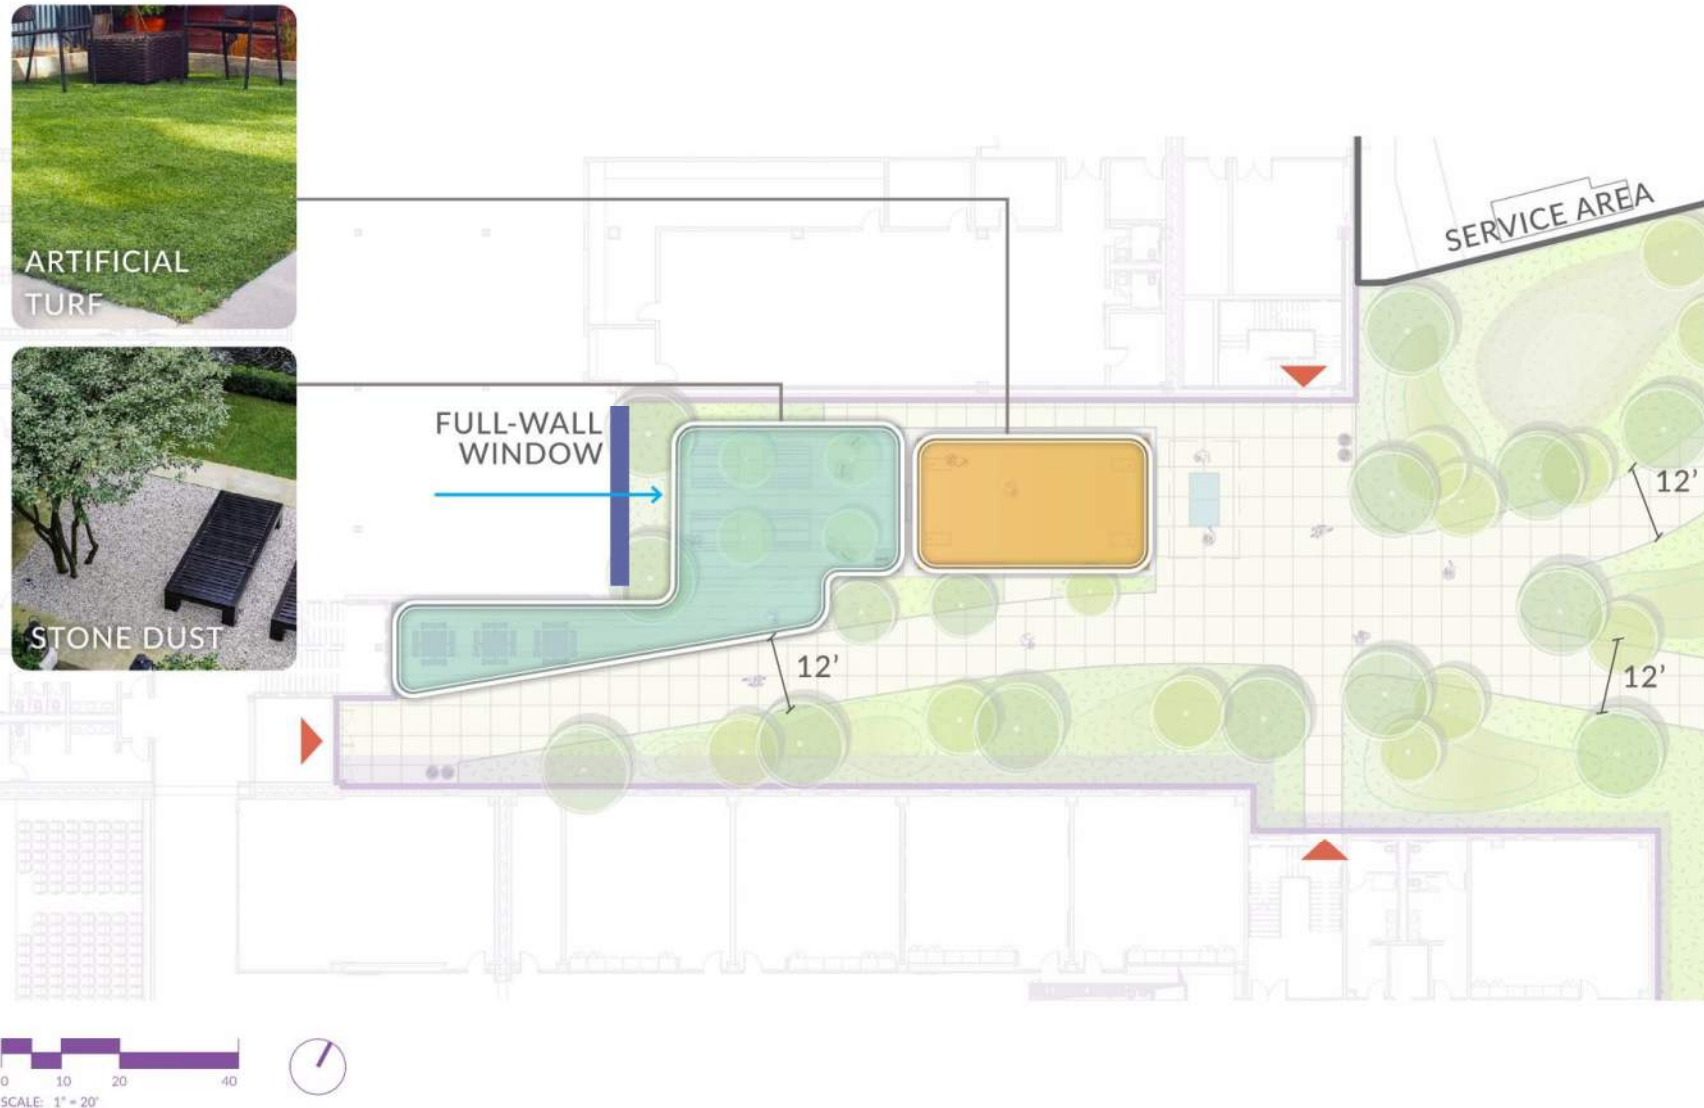 ARTIFICIAL
TURF
STONE DUST
FULL-WALL
WINDOW
SERVICE AREA
12’
12’
12’
0 10 20 40
SCALE: 1" = 20'